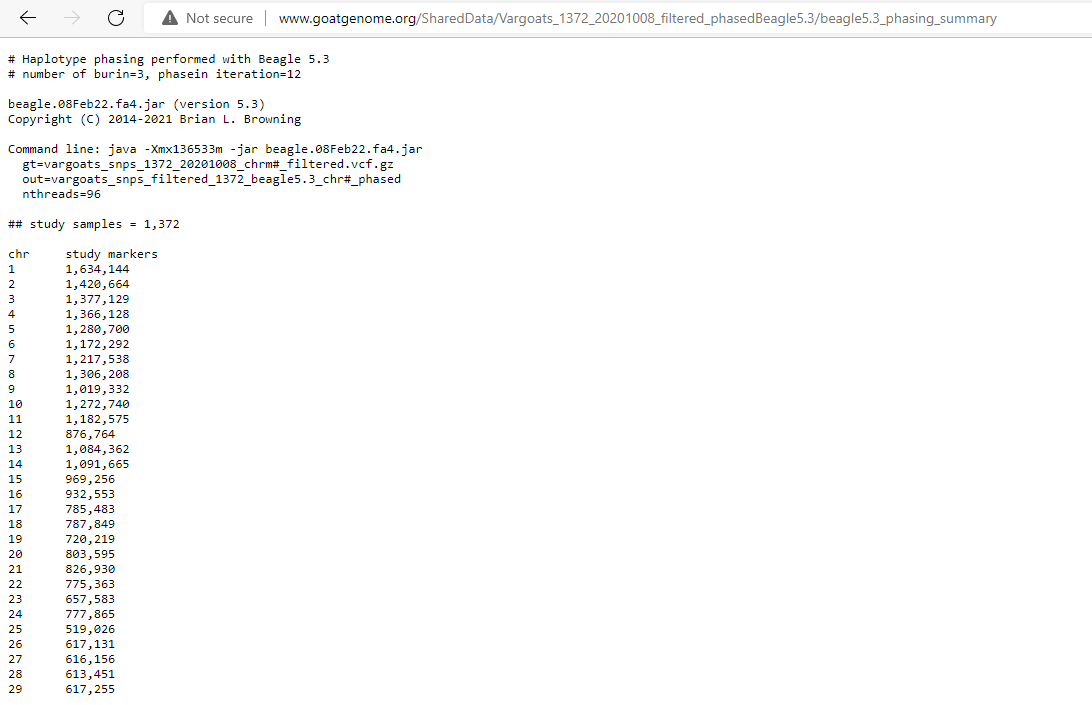 Not secure | www.goatgenome.org/SharedData/Vargoats_1372_20201008_filtered_phasedBeagle5.3/beagle5.3_phasing_summary
# Haplotype phasing performed with Beagle 5.3
# number of burin=3, phasein iteration=12
beagle.08Feb22.fa4.jar (version 5.3)
Copyright (C) 2014-2021 Brian L. Browning
Command line: java -Xmx136533m -jar beagle.08Feb22.fa4.jar
gt=vargoats_snps_1372_20201008_chrm#_filtered.vcf.gz
out=vargoats_snps_filtered_1372_beagle5.3_chr#_phased
nthreads=96
## study samples = 1,372
chr study markers
1 1,634,144
2 1,420,664
3 1,377,129
4 1,366,128
5 1,280,700
6 1,172,292
7 1,217,538
8 1,306,208
9 1,019,332
10 1,272,740
11 1,182,575
12 876,764
13 1,084,362
14 1,091,665
15 969,256
16 932,553
17 785,483
18 787,849
19 720,219
20 803,595
21 826,930
22 775,363
23 657,583
24 777,865
25 519,026
26 617,131
27 616,156
28 613,451
29 617,255